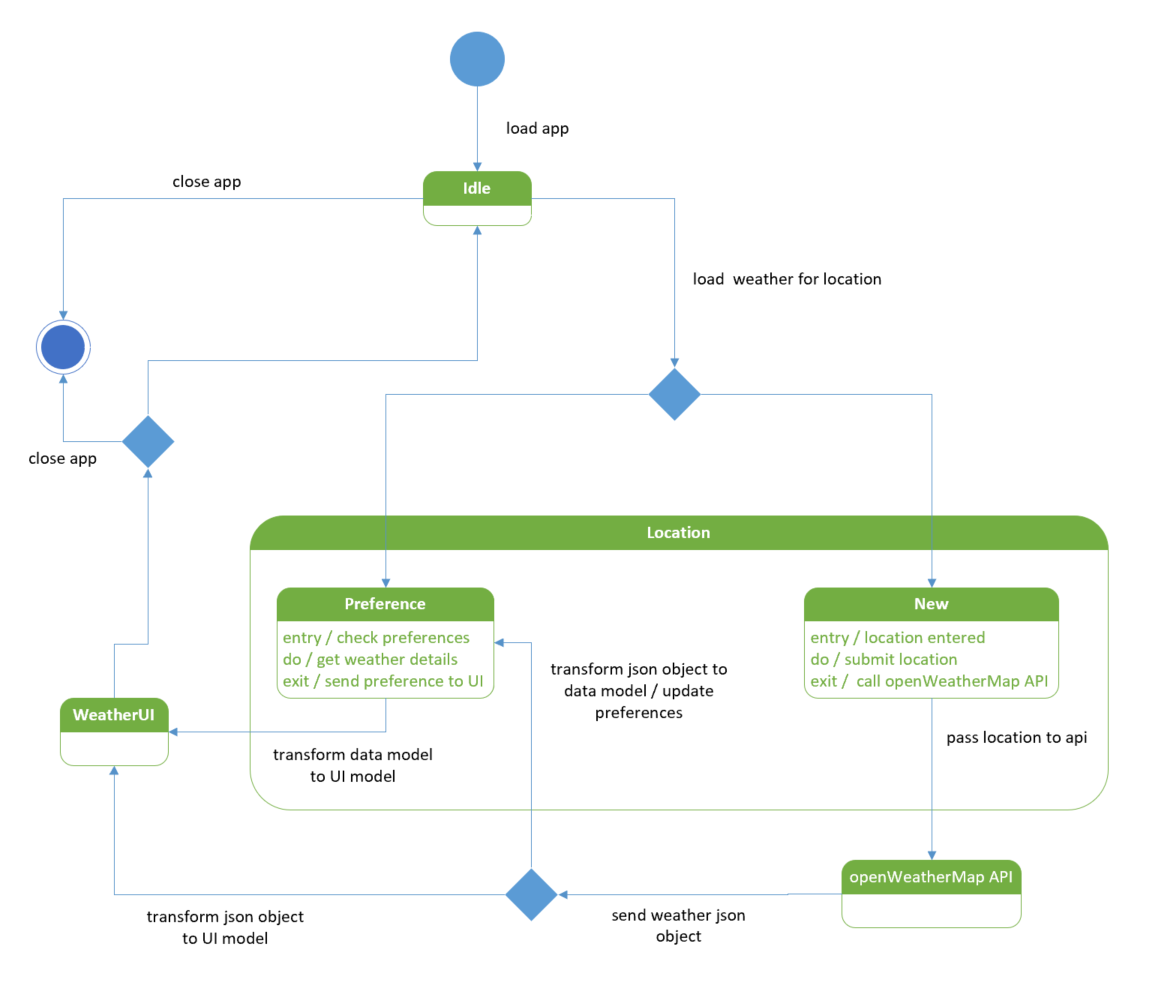 load app
close app
Idle
load weather for location
close app
Location
Preference
entry / check preferences
do / get weather details
exit / send preference to UI
New
entry / location entered
do / submit location
exit / call openWeatherMap API
transform json object to
data model / update
preferences
WeatherUI
pass location to api
transform data model
to UI model
openWeatherMap API
transform json object
to UI model
send weather json
object